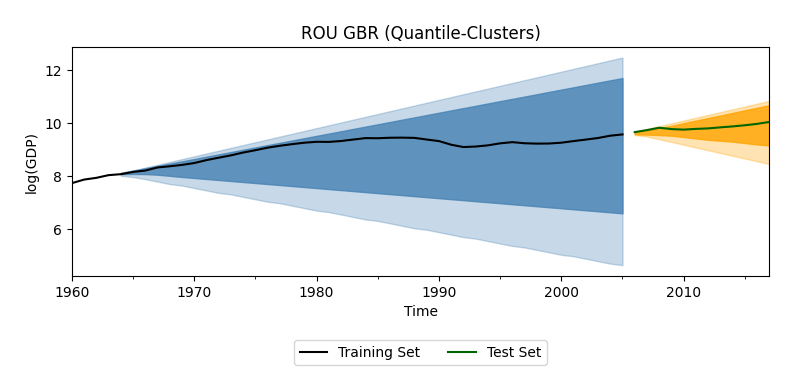 ROU GBR (Quantile-Clusters)
log(GDP)
12
10
8
6
1960 1970 1980 1990 2000 2010
Time
Training Set Test Set